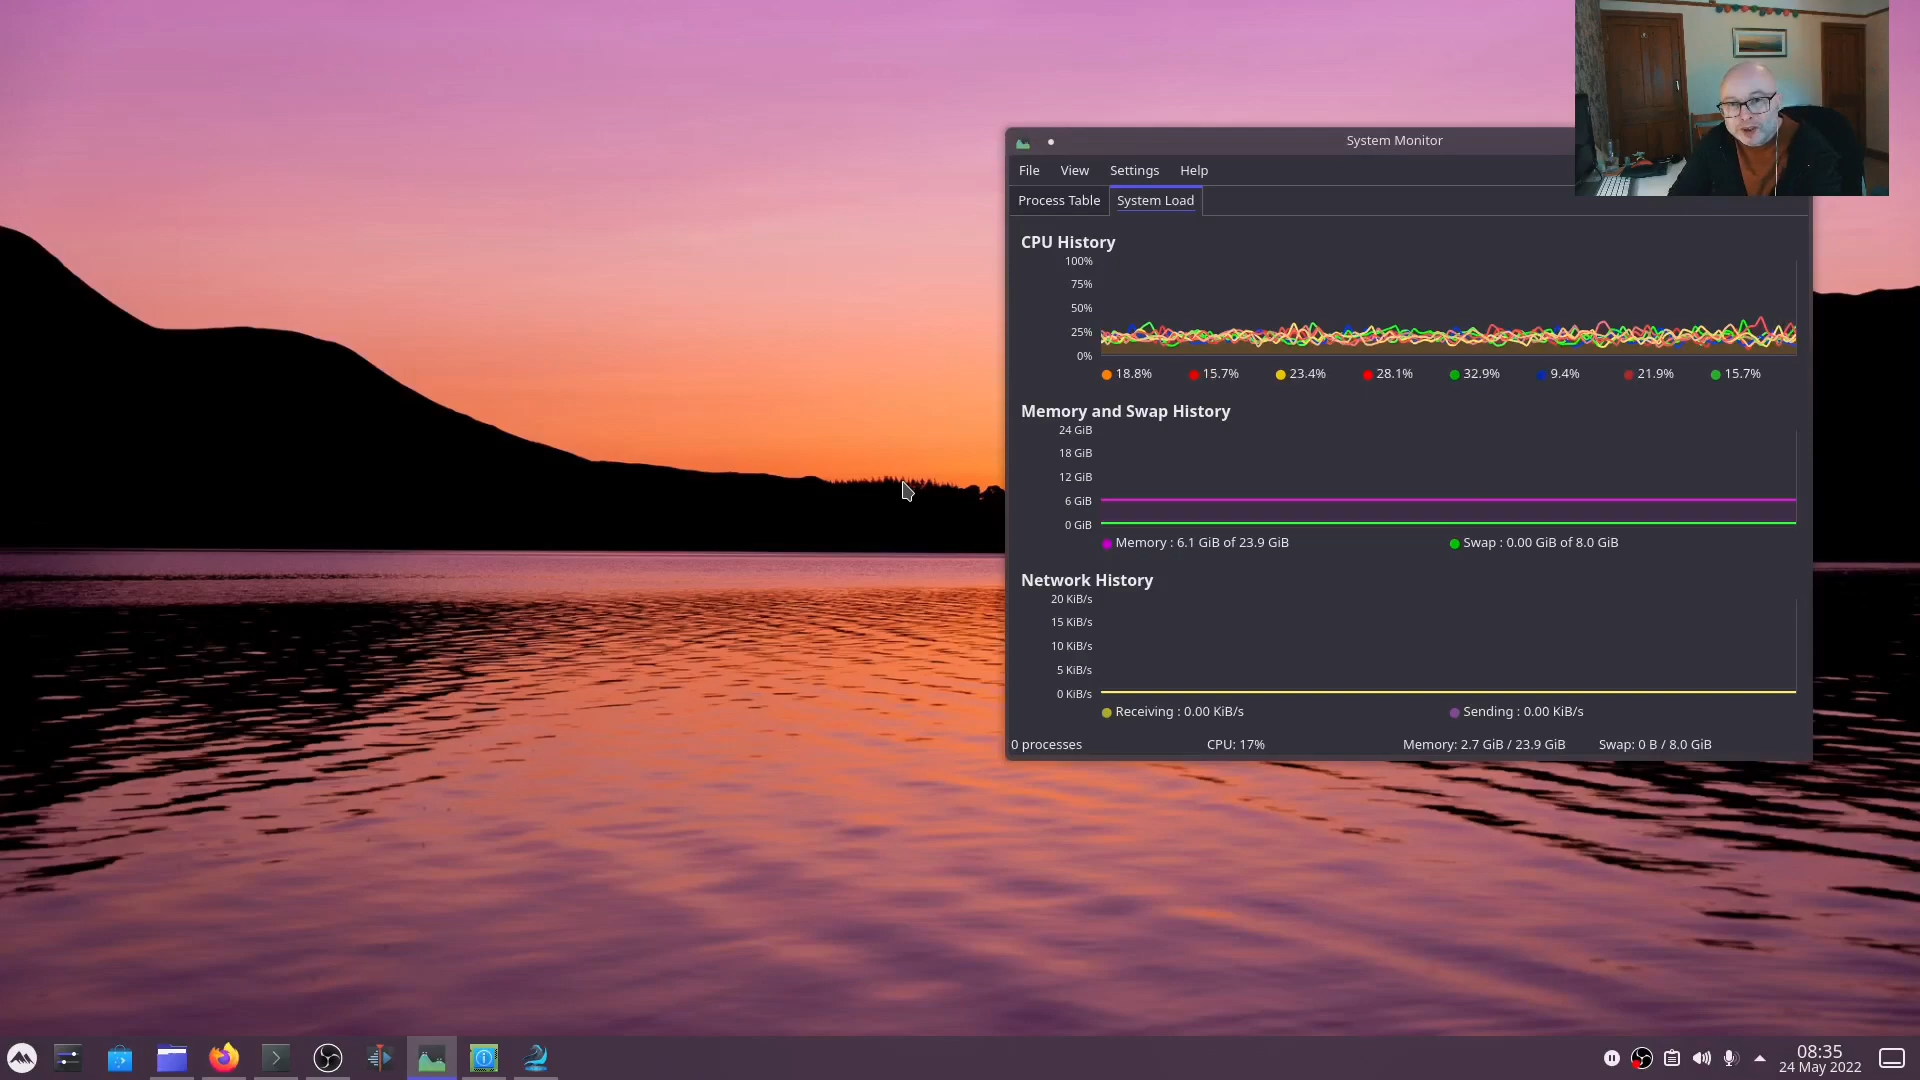 System Monitor
File View Settings Help
Process Table System Load
CPU History
100%
75%
50%
25%
0%
18.8% 15.7% 23.4% 28.1% 32.9% 9.4% 21.9% 15.7%
Memory and Swap History
24 GiB
18 GiB
12 GiB
6 GiB
0 GiB
Memory : 6.1 GiB of 23.9 GiB Swap : 0.00 GiB of 8.0 GiB
Network History
20 KiB/s
15 KiB/s
10 KiB/s
5 KiB/s
0 KiB/s
Receiving : 0.00 KiB/s Sending : 0.00 KiB/s
0 processes CPU: 17% Memory: 2.7 GiB / 23.9 GiB Swap: 0 B / 8.0 GiB
08:35
24 May 2022